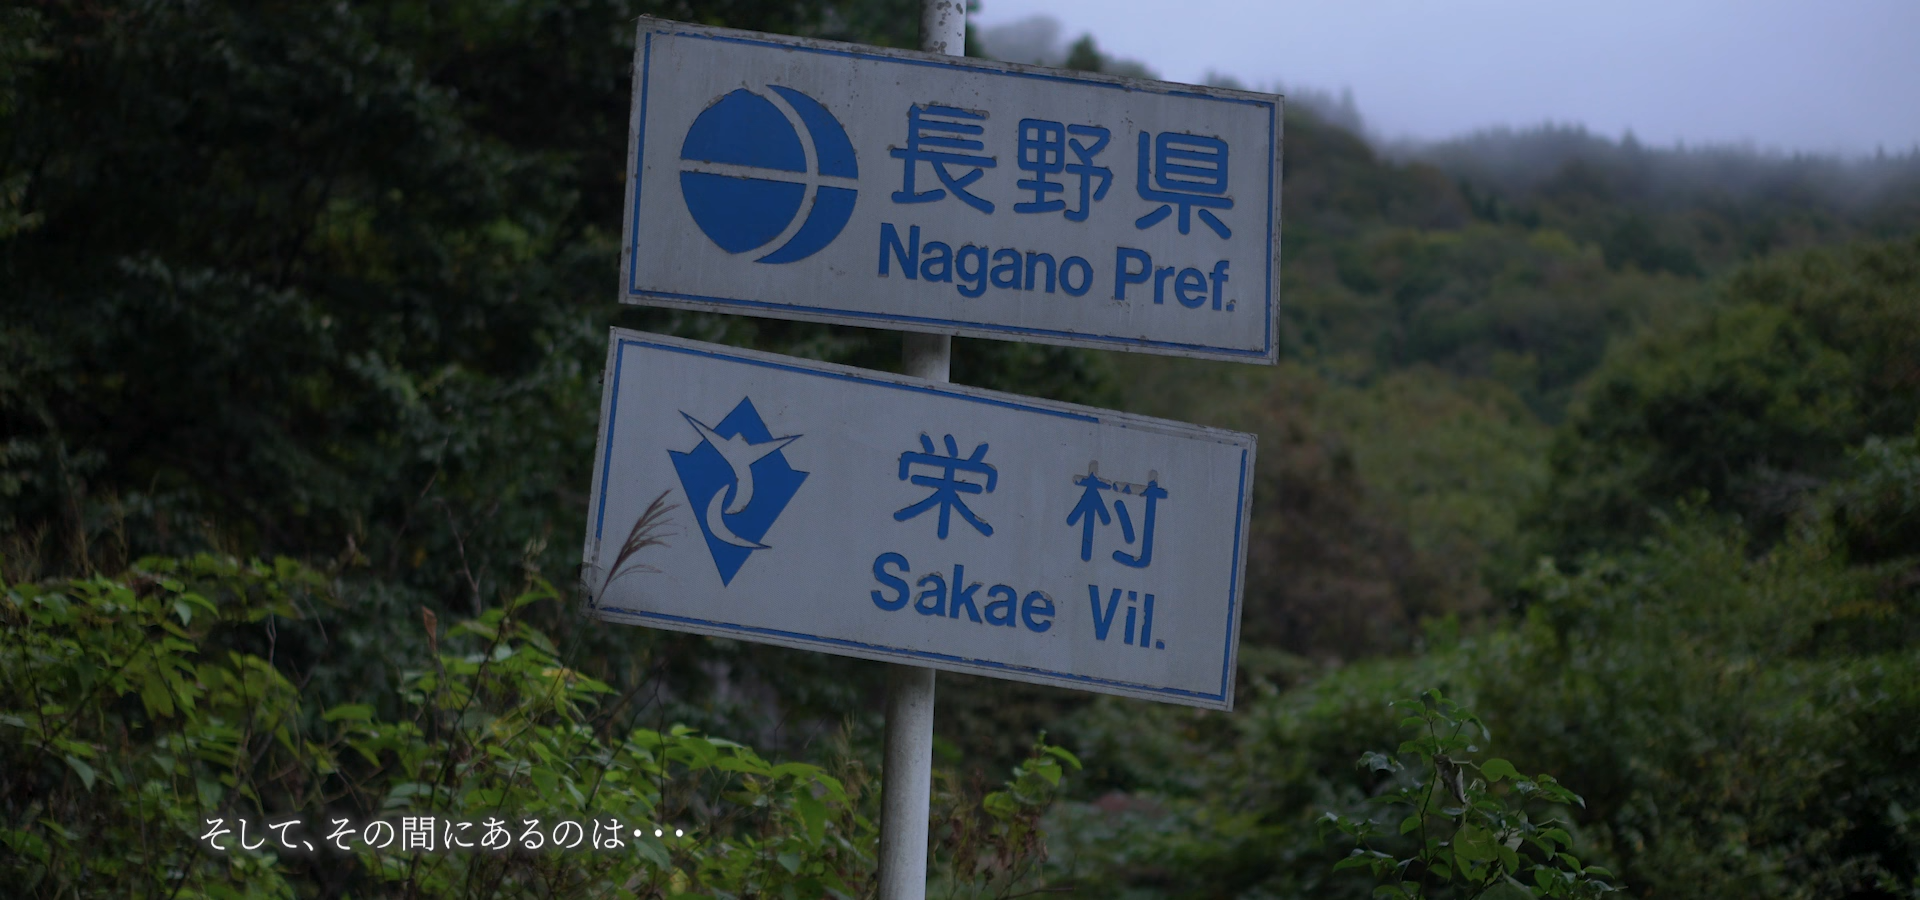 長野県
Nagano Pref.
栄村
Sakae Vil.
そして、その間にあるのは・・・